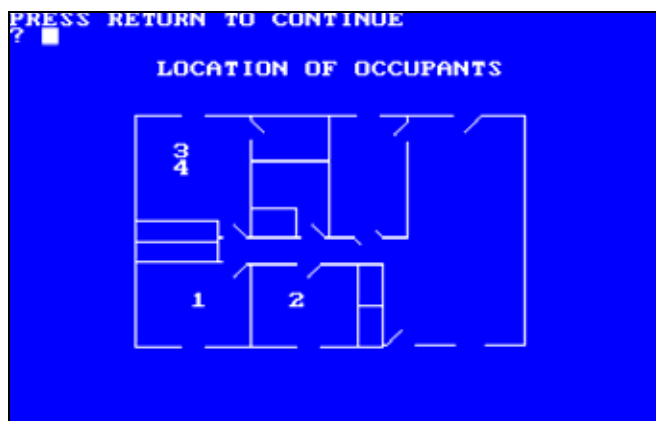 PRESS RETURN TO CONTINUE
?
LOCATION OF OCCUPANTS
3
4
1 2